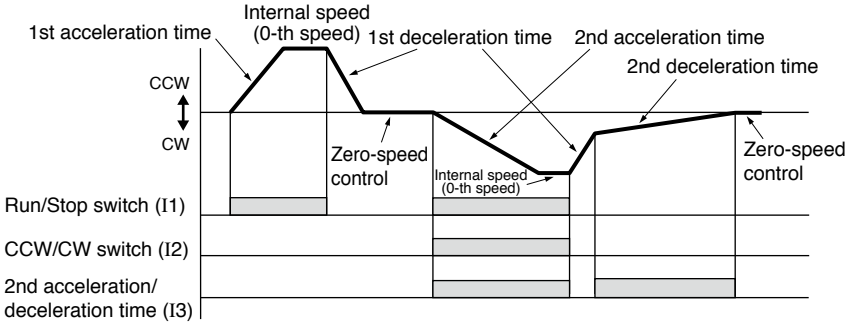 Internal speed
(0-th speed)
1st acceleration time
1st deceleration time
2nd acceleration time
2nd deceleration time
CCW
CW
Zero-speed
control
Internal speed
(0-th speed)
Zero-speed
control
Run/Stop switch (I1)
CCW/CW switch (I2)
2nd acceleration/
deceleration time (I3)